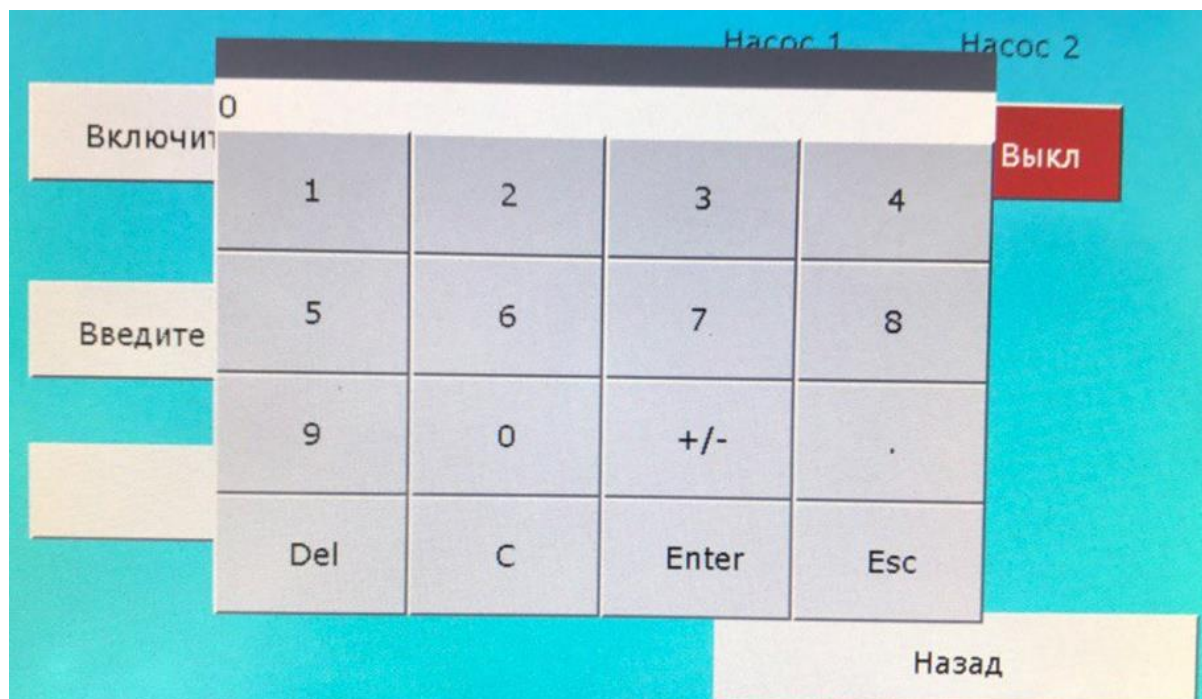 Насос 1 Насос 2
0
Выкл
1 2 3 4
5 6 7 8
Введите
9 0 +/- .
Del C Enter Esc
Назад